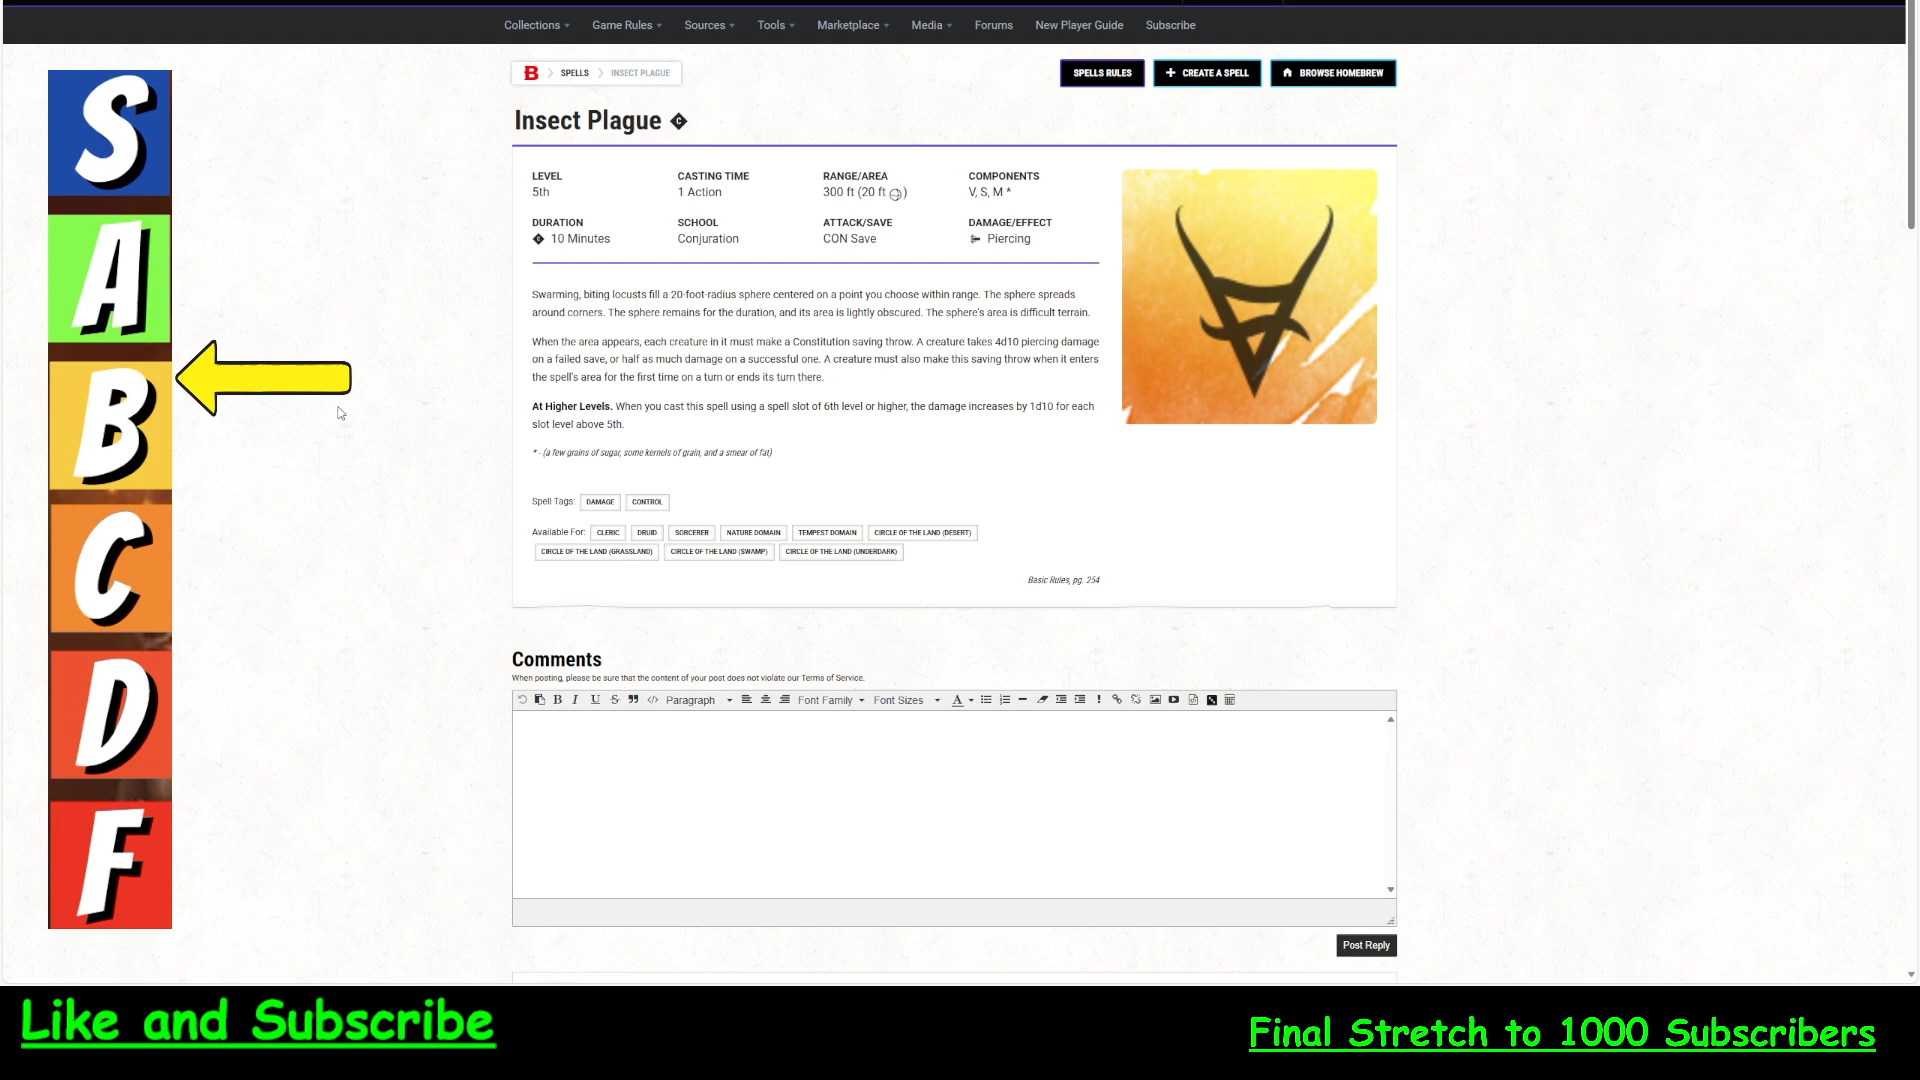 Collections
Game Rules
Sources
Tools
Marketplace
Media
Forums
New Player Guide
Subscribe
S
A
B
C
D
F
B
SPELLS
INSECT PLAGUE
SPELLS RULES
CREATE A SPELL
BROWSE HOMEBREW
Insect Plague C
LEVEL
5th
CASTING TIME
1 Action
RANGE/AREA
300 ft (20 ft )
COMPONENTS
V, S, M *
DURATION
C 10 Minutes
SCHOOL
Conjuration
ATTACK/SAVE
CON Save
DAMAGE/EFFECT
Piercing
Swarming, biting locusts fill a 20-foot-radius sphere centered on a point you choose within range. The sphere spreads
around corners. The sphere remains for the duration, and its area is lightly obscured. The sphere's area is difficult terrain.
When the area appears, each creature in it must make a Constitution saving throw. A creature takes 4d10 piercing damage
on a failed save, or half as much damage on a successful one. A creature must also make this saving throw when it enters
the spell's area for the first time on a turn or ends its turn there.
At Higher Levels. When you cast this spell using a spell slot of 6th level or higher, the damage increases by 1d10 for each
slot level above 5th.
* - (a few grains of sugar, some kernels of grain, and a smear of fat)
Spell Tags: DAMAGE CONTROL
Available For: CLERIC DRUID SORCERER NATURE DOMAIN TEMPEST DOMAIN CIRCLE OF THE LAND (DESERT)
CIRCLE OF THE LAND (GRASSLAND) CIRCLE OF THE LAND (SWAMP) CIRCLE OF THE LAND (UNDERDARK)
Basic Rules, pg. 254
Comments
When posting, please be sure that the content of your post does not violate our Terms of Service.
B I U S Paragraph Font Family Font Sizes A
Post Reply
Like and Subscribe
Final Stretch to 1000 Subscribers